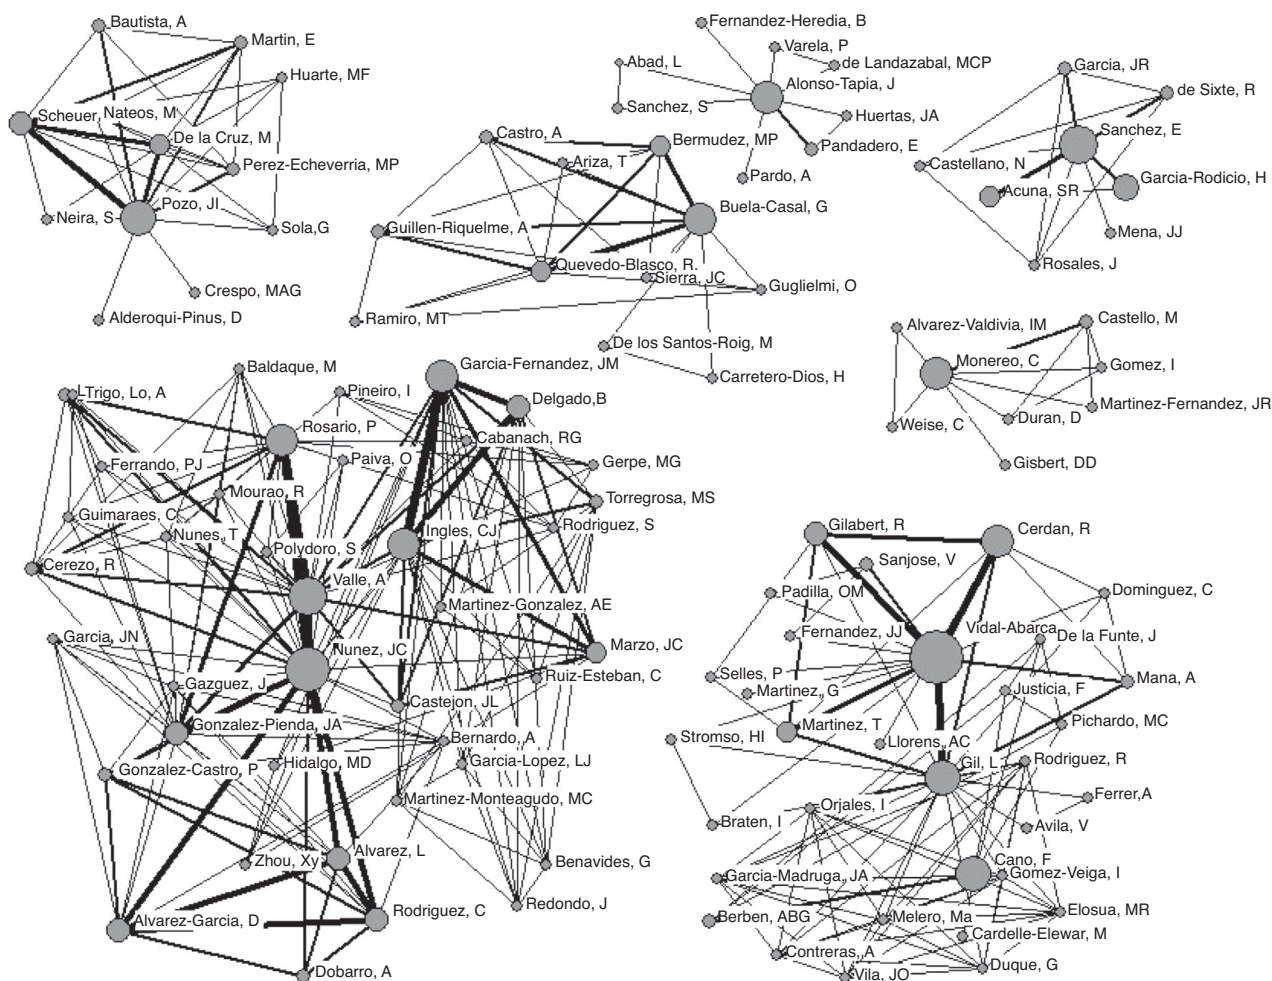 Bautista, A
Martin, E
Huarte, MF
Scheuer, Nateos, M
De la Cruz, M
Perez-Echeverria, MP
Pozo, JI
Neira, S
Sola,G
Crespo, MAG
Alderoqui-Pinus, D
Fernandez-Heredia, B
Varela, P
Abad, L
de Landazabal, MCP
Alonso-Tapia, J
Sanchez, S
Huertas, JA
Pandadero, E
Pardo, A
Castro, A
Bermudez, MP
Ariza, T
Buela-Casal, G
Guillen-Riquelme, A
Quevedo-Blasco, R.
Sierra, JC
Guglielmi, O
Ramiro, MT
De los Santos-Roig, M
Carretero-Dios, H
Garcia, JR
de Sixte, R
Sanchez, E
Castellano, N
Garcia-Rodicio, H
Acuna, SR
Mena, JJ
Rosales, J
Alvarez-Valdivia, IM
Castello, M
Monereo, C
Gomez, I
Martinez-Fernandez, JR
Duran, D
Weise, C
Gisbert, DD
Baldaque, M
Garcia-Fernandez, JM
LTrigo, Lo, A
Pineiro, I
Delgado,B
Rosario, P
Cabanach, RG
Ferrando, PJ
Paiva, O
Gerpe, MG
Mourao, R
Torregrosa, MS
Guimaraes, C
Rodriguez, S
Nunes, T
Ingles, CJ
Polydoro, S
Cerezo, R
Valle, A
Martinez-Gonzalez, AE
Garcia, JN
Nunez, JC
Marzo, JC
Ruiz-Esteban, C
Gazguez, J
Castejon, JL
Gonzalez-Pienda, JA
Bernardo, A
Gonzalez-Castro, P
Hidalgo, MD
Garcia-Lopez, LJ
Martinez-Monteagudo, MC
Zhou, Xy
Alvarez, L
Benavides, G
Redondo, J
Alvarez-Garcia, D
Rodriguez, C
Dobarro, A
Gilabert, R
Cerdan, R
Sanjose, V
Padilla, OM
Dominguez, C
Fernandez, JJ
Vidal-Abarca
De la Funte, J
Selles, P
Mana, A
Martinez, G
Justicia, F
Martinez, T
Pichardo, MC
Stromso, HI
Llorens, AC
Gil, L
Rodriguez, R
Orjales, I
Ferrer,A
Braten, I
Avila, V
Cano, F
Garcia-Madruga, JA
Gomez-Veiga, I
Berben, ABG
Melero, Ma
Elosua, MR
Cardelle-Elewar, M
Contreras, A
Vila, JO
Duque, G